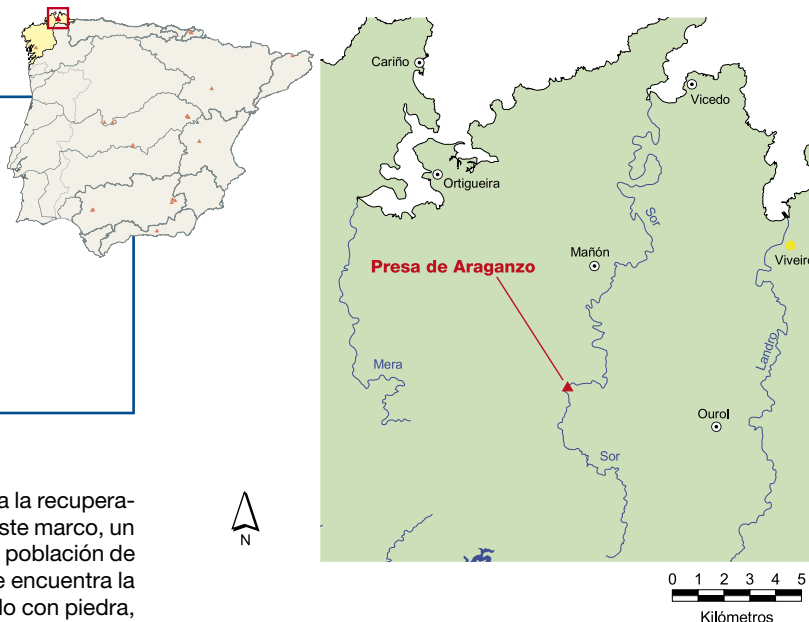 Cariño
Vicedo
Ortigueira
Sor
Mañón
Presa de Araganzo
Viveiro
Mera
Landro
Ourol
Sor
a la recupera-
ste marco, un
población de
e encuentra la
do con piedra,
N
0 1 2 3 4 5
Kilómetros